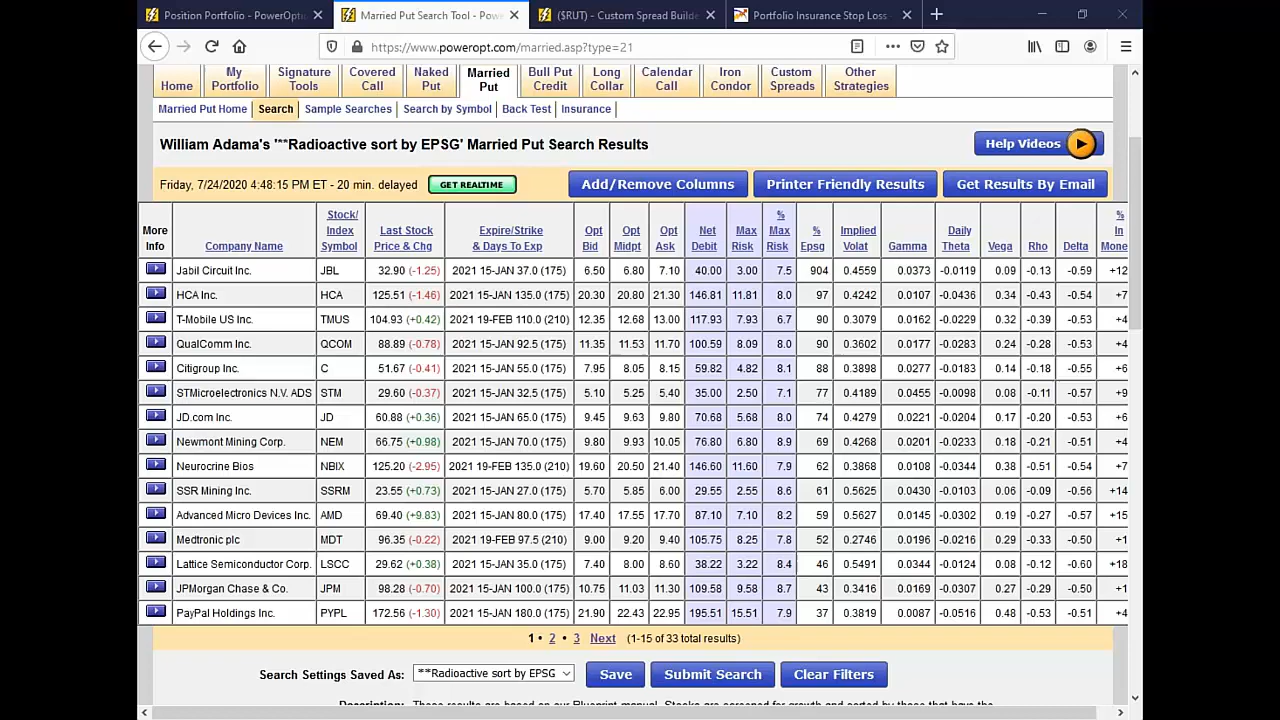 Position Portfolio - PowerOptio
Married Put Search Tool - Powe
($RUT) - Custom Spread Builde
Portfolio Insurance Stop Loss
https://www.poweropt.com/married.asp?type=21
Home My Portfolio Signature Tools Covered Call Naked Put Married Put Bull Put Credit Long Collar Calendar Call Iron Condor Custom Spreads Other Strategies
Married Put Home Search Sample Searches Search by Symbol Back Test Insurance
William Adama's '**Radioactive sort by EPSG' Married Put Search Results
Help Videos
Friday, 7/24/2020 4:48:15 PM ET - 20 min. delayed GET REALTIME Add/Remove Columns Printer Friendly Results Get Results By Email
More Info Company Name Stock/ Index Symbol Last Stock Price & Chg Expire/Strike & Days To Exp Opt Bid Opt Midpt Opt Ask Net Debit Max Risk % Max Risk % Epsg Implied Volat Gamma Daily Theta Vega Rho Delta % In Mone
Jabil Circuit Inc. JBL 32.90 (-1.25) 2021 15-JAN 37.0 (175) 6.50 6.80 7.10 40.00 3.00 7.5 904 0.4559 0.0373 -0.0119 0.09 -0.13 -0.59 +12
HCA Inc. HCA 125.51 (-1.46) 2021 15-JAN 135.0 (175) 20.30 20.80 21.30 146.81 11.81 8.0 97 0.4242 0.0107 -0.0436 0.34 -0.43 -0.54 +7
T-Mobile US Inc. TMUS 104.93 (+0.42) 2021 19-FEB 110.0 (210) 12.35 12.68 13.00 117.93 7.93 6.7 90 0.3079 0.0162 -0.0229 0.32 -0.39 -0.53 +4
QualComm Inc. QCOM 88.89 (-0.78) 2021 15-JAN 92.5 (175) 11.35 11.53 11.70 100.59 8.09 8.0 90 0.3602 0.0177 -0.0283 0.24 -0.28 -0.53 +4
Citigroup Inc. C 51.67 (-0.41) 2021 15-JAN 55.0 (175) 7.95 8.05 8.15 59.82 4.82 8.1 88 0.3898 0.0277 -0.0183 0.14 -0.18 -0.55 +6
STMicroelectronics N.V. ADS STM 29.60 (-0.37) 2021 15-JAN 32.5 (175) 5.10 5.25 5.40 35.00 2.50 7.1 77 0.4189 0.0455 -0.0098 0.08 -0.11 -0.57 +9
JD.com Inc. JD 60.88 (+0.36) 2021 15-JAN 65.0 (175) 9.45 9.63 9.80 70.68 5.68 8.0 74 0.4279 0.0221 -0.0204 0.17 -0.20 -0.53 +6
Newmont Mining Corp. NEM 66.75 (+0.98) 2021 15-JAN 70.0 (175) 9.80 9.93 10.05 76.80 6.80 8.9 69 0.4268 0.0201 -0.0233 0.18 -0.21 -0.51 +4
Neurocrine Bios NBIX 125.20 (-2.95) 2021 19-FEB 135.0 (210) 19.60 20.50 21.40 146.60 11.60 7.9 62 0.3868 0.0108 -0.0344 0.38 -0.51 -0.54 +7
SSR Mining Inc. SSRM 23.55 (+0.73) 2021 15-JAN 27.0 (175) 5.70 5.85 6.00 29.55 2.55 8.6 61 0.5625 0.0430 -0.0103 0.06 -0.09 -0.56 +14
Advanced Micro Devices Inc. AMD 69.40 (+9.83) 2021 15-JAN 80.0 (175) 17.40 17.55 17.70 87.10 7.10 8.2 59 0.5127 0.0145 -0.0302 0.19 -0.27 -0.57 +15
Medtronic plc MDT 96.35 (-0.22) 2021 19-FEB 97.5 (210) 9.00 9.20 9.40 105.75 8.25 7.8 52 0.2746 0.0196 -0.0216 0.29 -0.33 -0.50 +1
Lattice Semiconductor Corp. LSCC 29.62 (+0.38) 2021 15-JAN 35.0 (175) 7.40 8.00 8.60 38.22 3.22 8.4 46 0.5491 0.0344 -0.0124 0.08 -0.12 -0.60 +18
JPMorgan Chase & Co. JPM 98.28 (-0.70) 2021 15-JAN 100.0 (175) 10.75 11.03 11.30 109.58 9.58 8.7 43 0.3416 0.0169 -0.0307 0.27 -0.29 -0.50 +1
PayPal Holdings Inc. PYPL 172.56 (-1.30) 2021 15-JAN 180.0 (175) 21.90 22.43 22.95 195.51 15.51 7.9 37 0.3819 0.0087 -0.0516 0.48 -0.53 -0.51 +4
1 • 2 • 3 Next (1-15 of 33 total results)
Search Settings Saved As: **Radioactive sort by EPSG Save Submit Search Clear Filters
Description: These results are based on our Blueprint manual. Stocks are screened for growth and sorted by those that have the